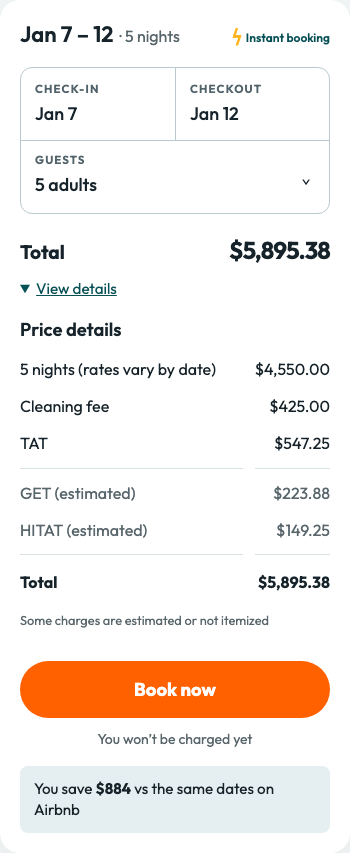 Jan 7 – 12 · 5 nights Instant booking
CHECK-IN CHECKOUT
Jan 7 Jan 12
GUESTS
5 adults
Total $5,895.38
▼ View details
Price details
5 nights (rates vary by date) $4,550.00
Cleaning fee $425.00
TAT $547.25
GET (estimated) $223.88
HITAT (estimated) $149.25
Total $5,895.38
Some charges are estimated or not itemized
Book now
You won't be charged yet
You save $884 vs the same dates on
Airbnb